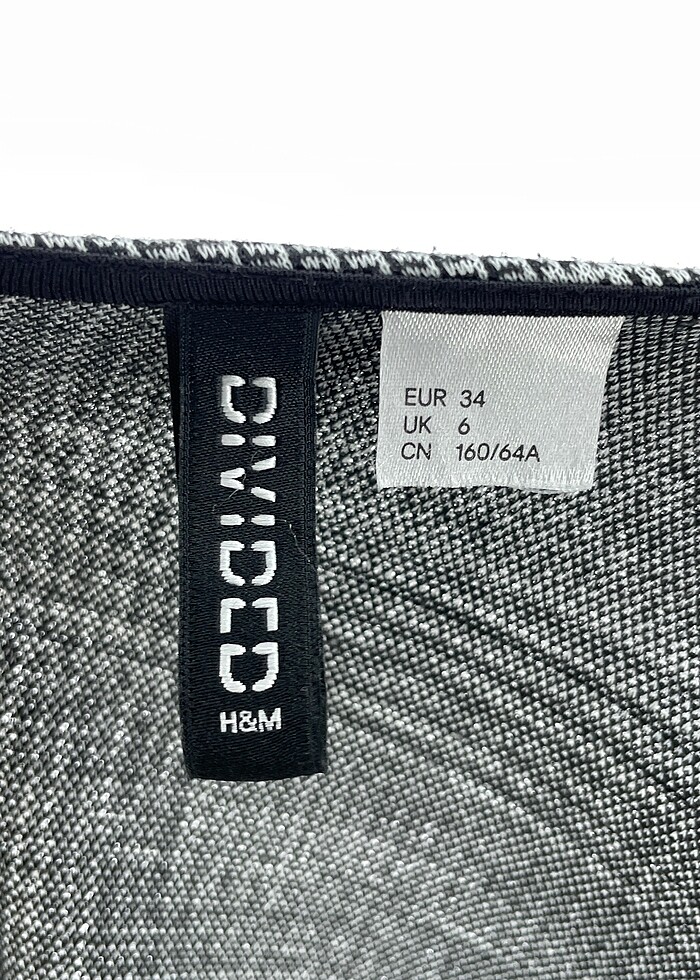 DIVIDED
H&M
EUR 34
UK 6
CN 160/64A